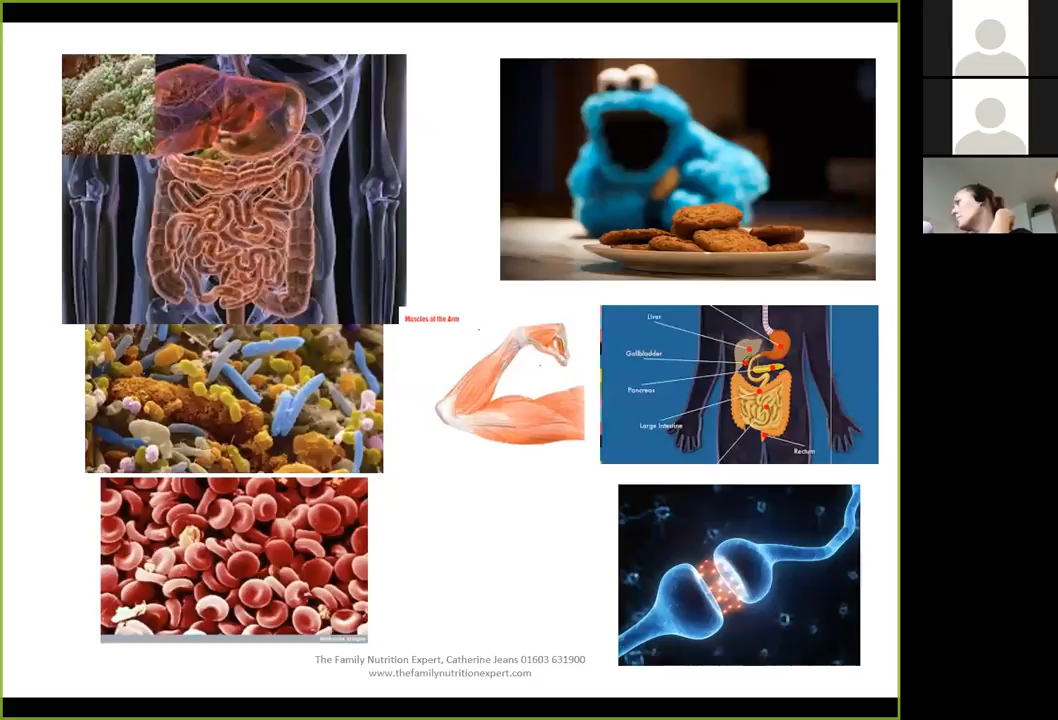 Muscles of the Arm
Liver
Gallbladder
Pancreas
Large Intestine
Rectum
The Family Nutrition Expert, Catherine Jeans 01603 631900
www.thefamilynutritionexpert.com